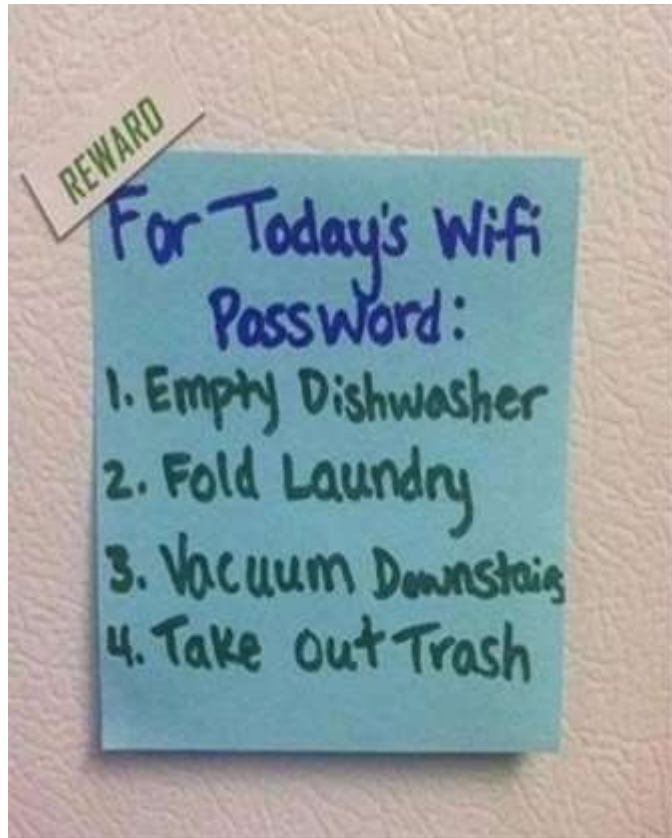 REWARD
For Today's Wifi
Password:
1. Empty Dishwasher
2. Fold Laundry
3. Vacuum Downstairs
4. Take Out Trash